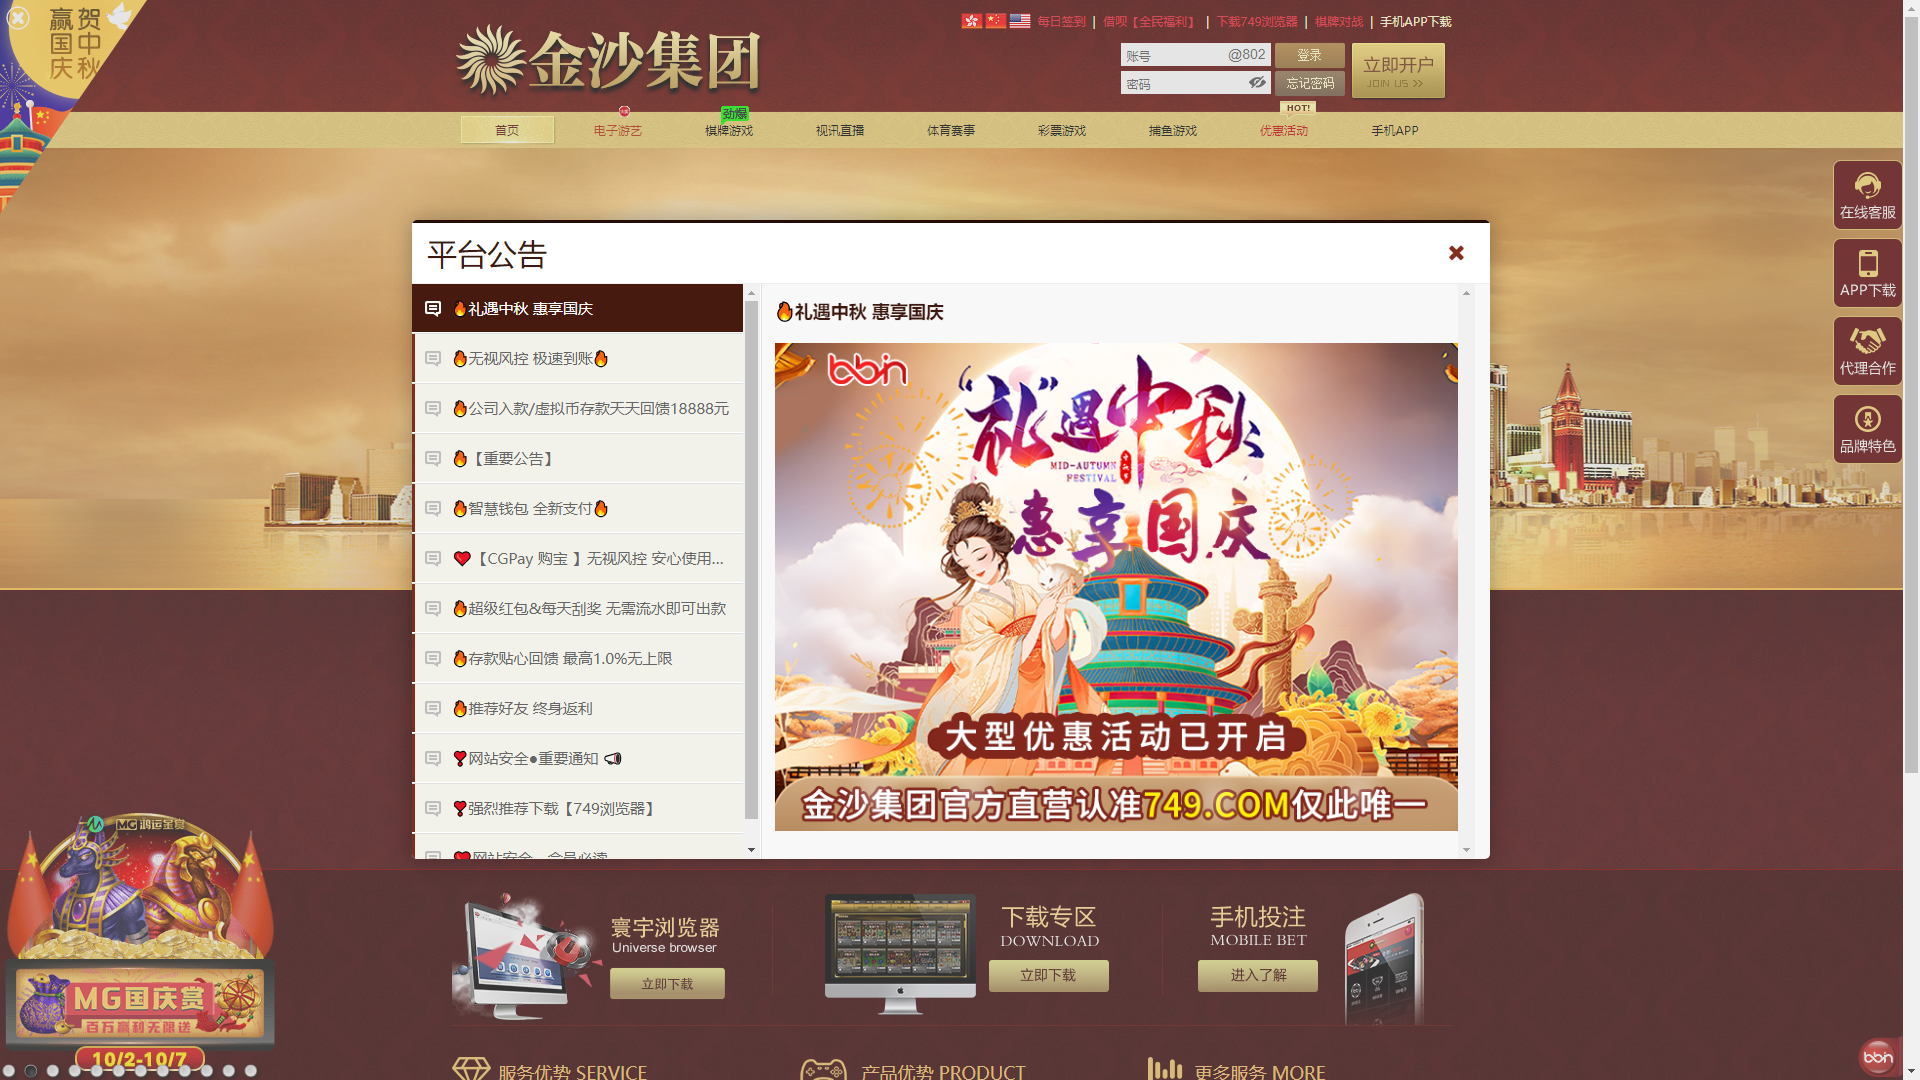 贺中秋
赢国庆
金沙集团
每日签到 | 借呗【全民福利】 | 下载749浏览器 | 棋牌对战 | 手机APP下载
账号 @802 登录
密码 忘记密码
立即开户
JOIN US
HOT!
劲爆
首页 电子游艺 棋牌游戏 视讯直播 体育赛事 彩票游戏 捕鱼游戏 优惠活动 手机APP
在线客服
APP下载
代理合作
品牌特色
平台公告
礼遇中秋 惠享国庆
无视风控 极速到账
公司入款/虚拟币存款天天回馈18888元
【重要公告】
智慧钱包 全新支付
【CGPay 购宝 】无视风控 安心使用...
超级红包&每天刮奖 无需流水即可出款
存款贴心回馈 最高1.0%无上限
推荐好友 终身返利
网站安全●重要通知
强烈推荐下载【749浏览器】
网站安全
礼遇中秋 惠享国庆
bbin
“礼”遇中秋
MID-AUTUMN
FESTIVAL
惠享国庆
大型优惠活动已开启
金沙集团官方直营认准749.COM仅此唯一
MG 鸿运金赏
MG国庆赏
百万赢利无限送
10/2-10/7
寰宇浏览器
Universe browser
立即下载
下载专区
DOWNLOAD
立即下载
手机投注
MOBILE BET
进入了解
服务优势 SERVICE
产品优势 PRODUCT
更多服务 MORE
bbin